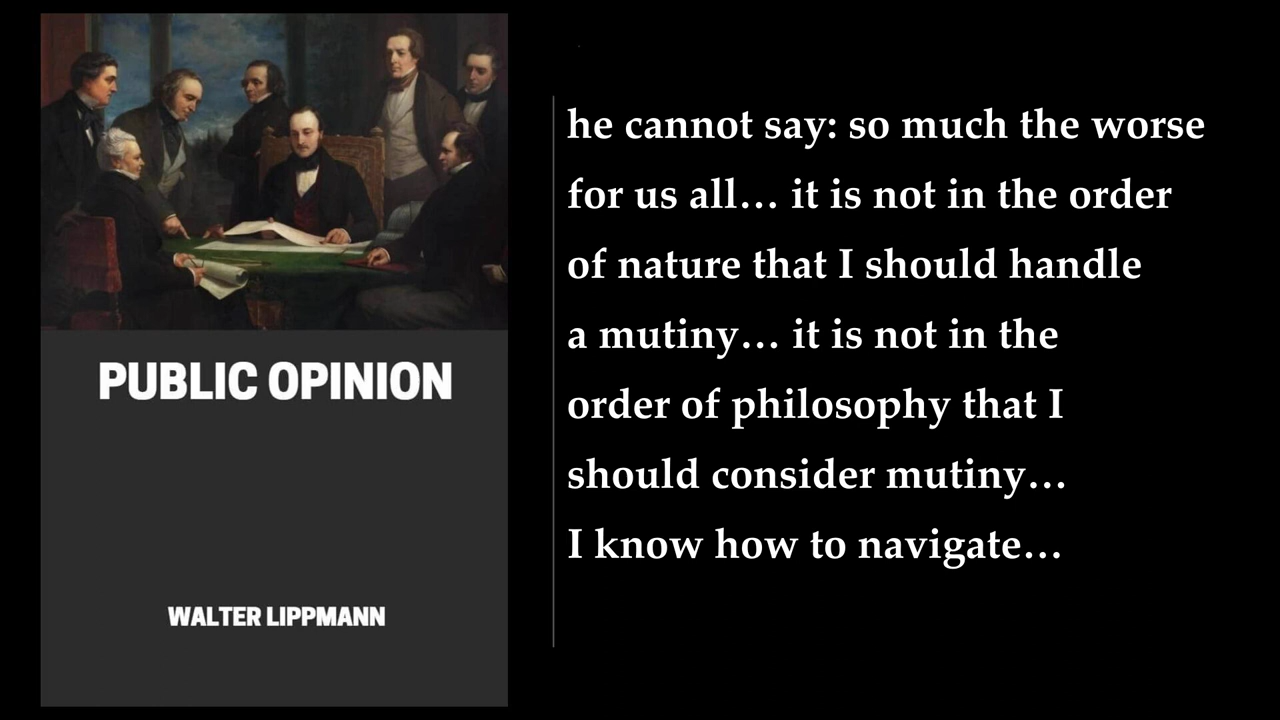 PUBLIC OPINION
WALTER LIPPMANN
he cannot say: so much the worse
for us all… it is not in the order
of nature that I should handle
a mutiny… it is not in the
order of philosophy that I
should consider mutiny…
I know how to navigate…